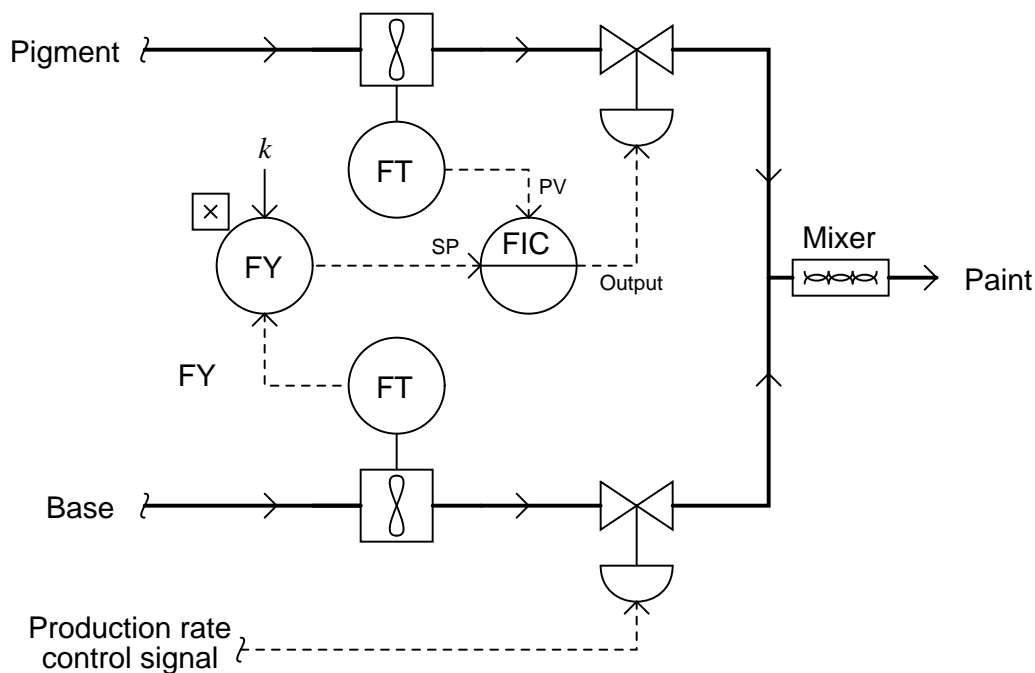 Pigment
FT
k
PV
×
Mixer
SP
FIC
FY
Output
Paint
FY
FT
Base
Production rate
control signal